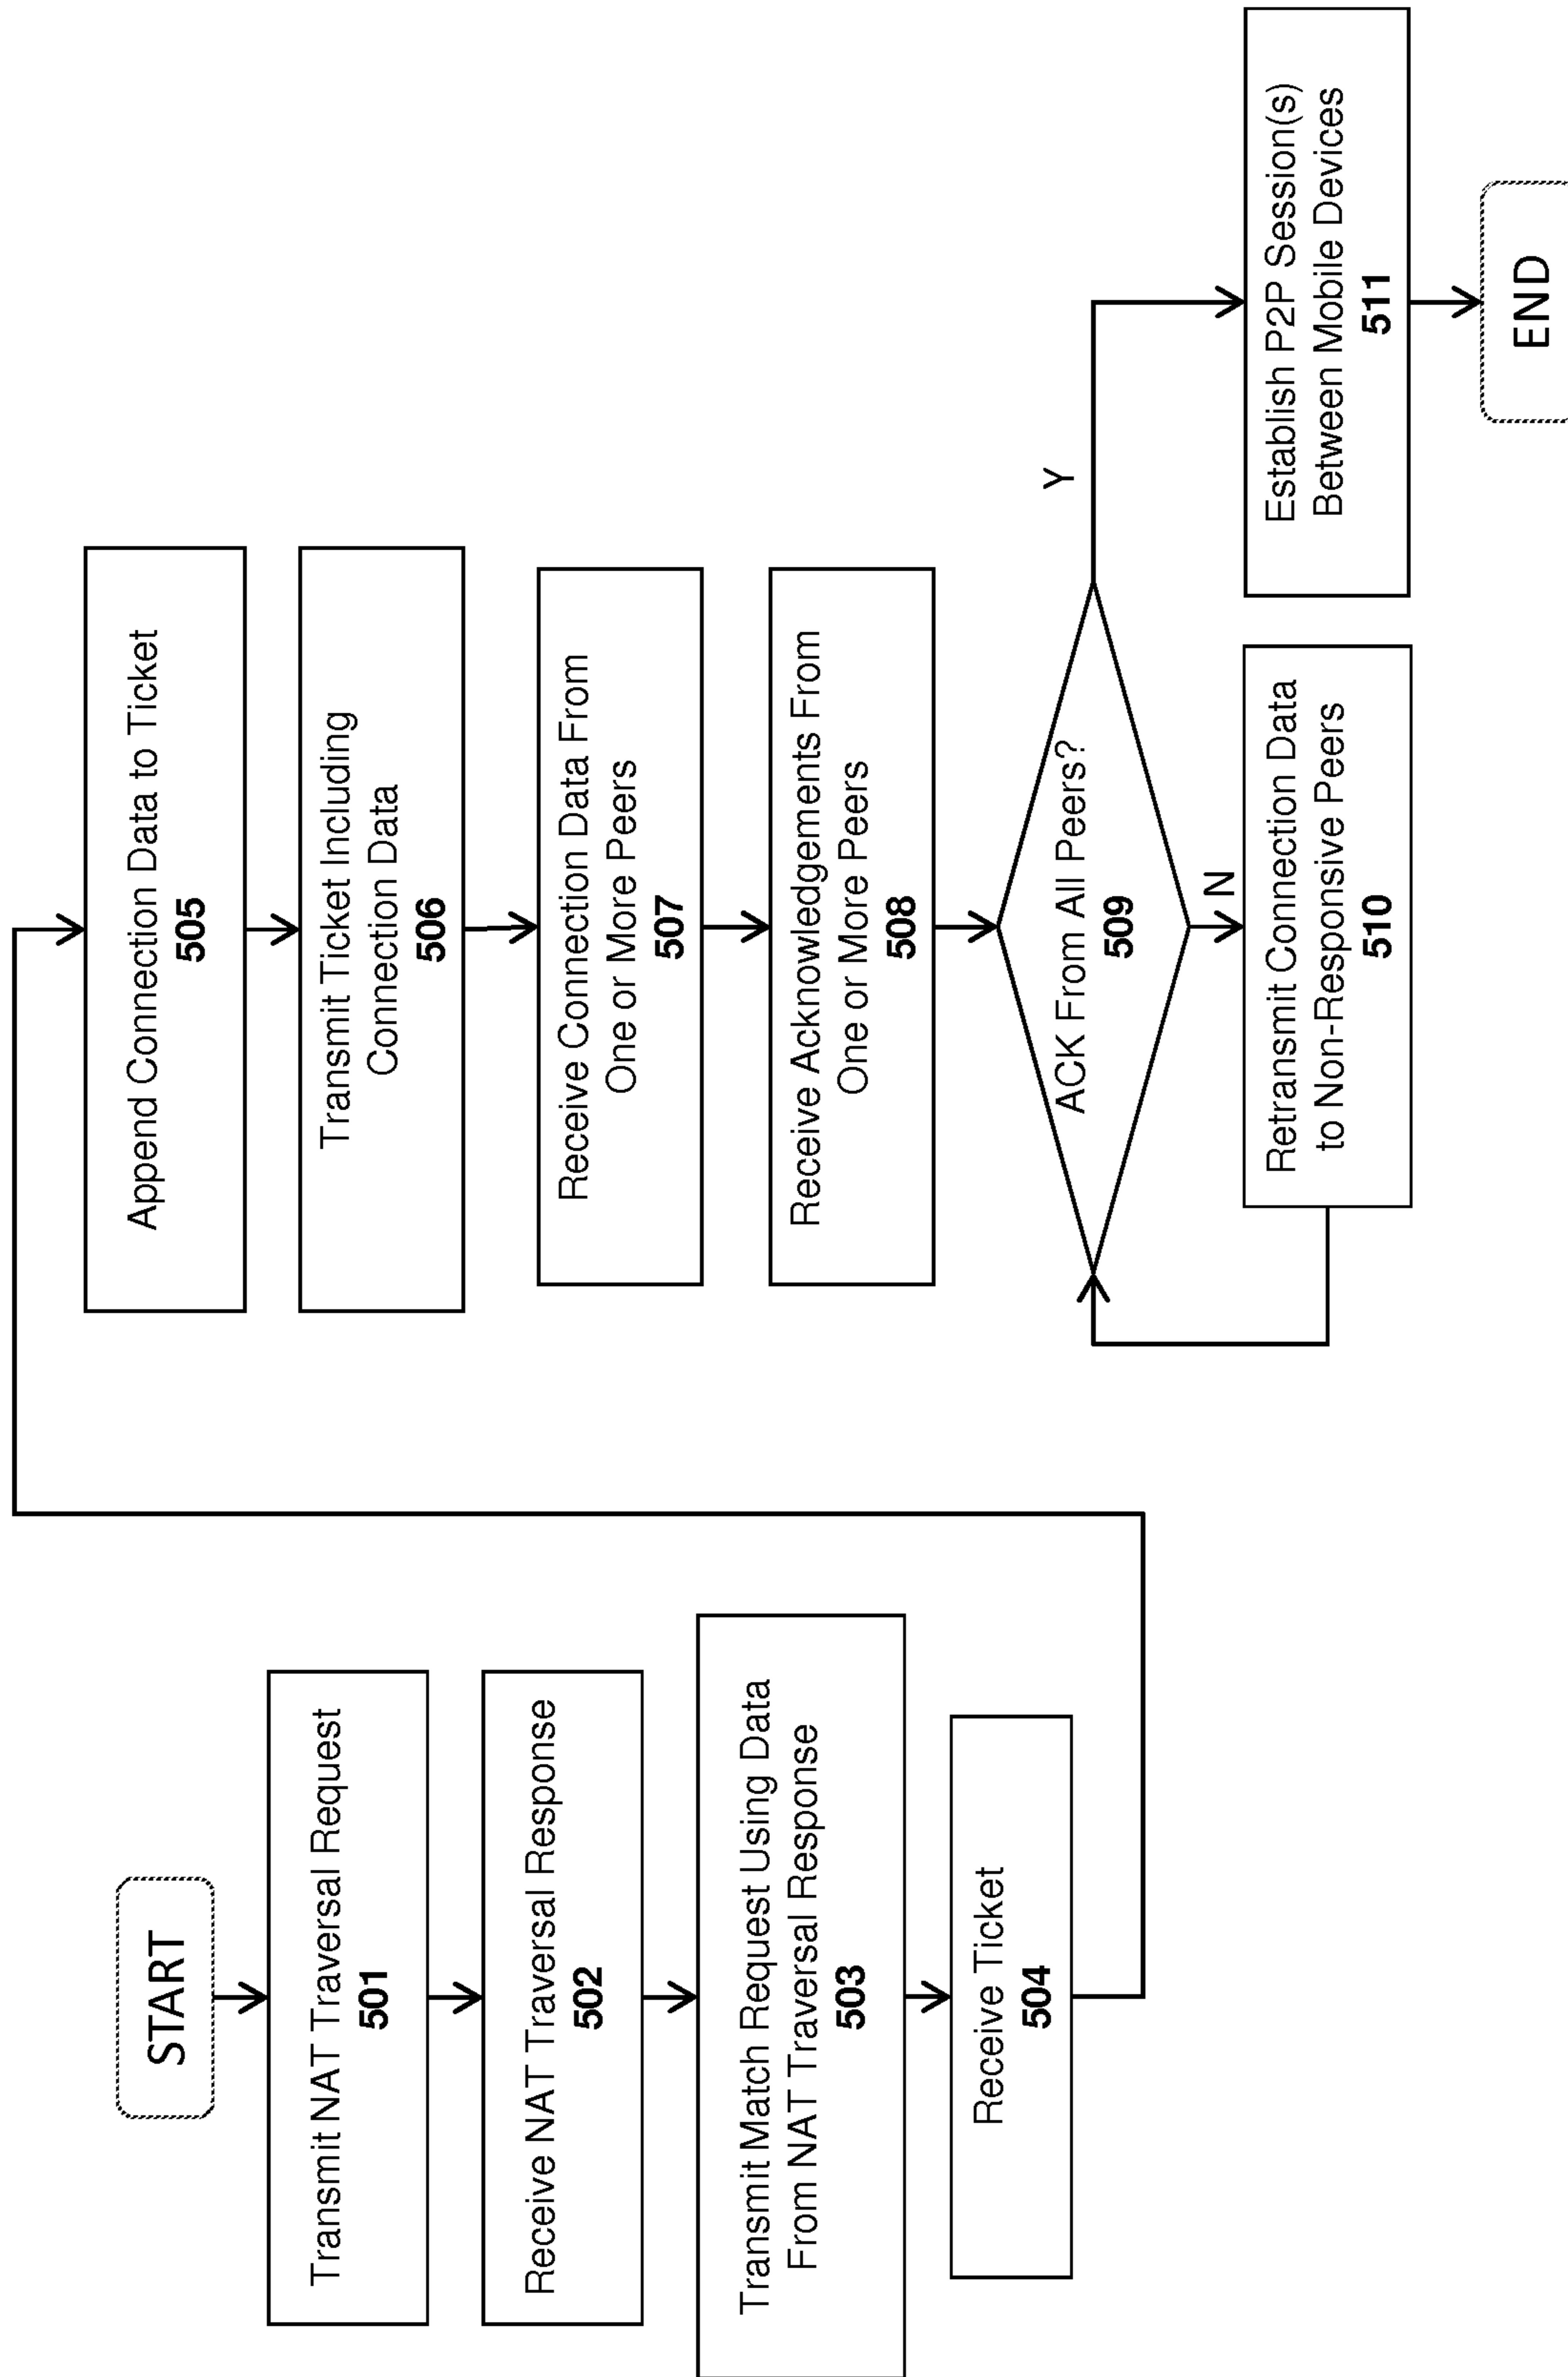 START
Transmit NAT Traversal Request
501
Receive NAT Traversal Response
502
Transmit Match Request Using Data
From NAT Traversal Response
503
Receive Ticket
504
Append Connection Data to Ticket
505
Transmit Ticket Including
Connection Data
506
Receive Connection Data From
One or More Peers
507
Receive Acknowledgements From
One or More Peers
508
ACK From All Peers?
509
Y
N
Retransmit Connection Data
to Non-Responsive Peers
510
Establish P2P Session(s)
Between Mobile Devices
511
END